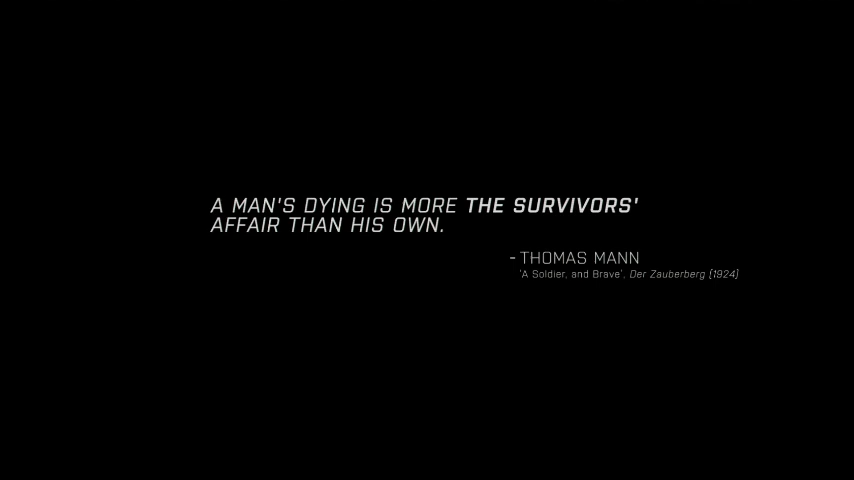 A MAN'S DYING IS MORE THE SURVIVORS'
AFFAIR THAN HIS OWN.
- THOMAS MANN
'A Soldier, and Brave', Der Zauberberg [1924]